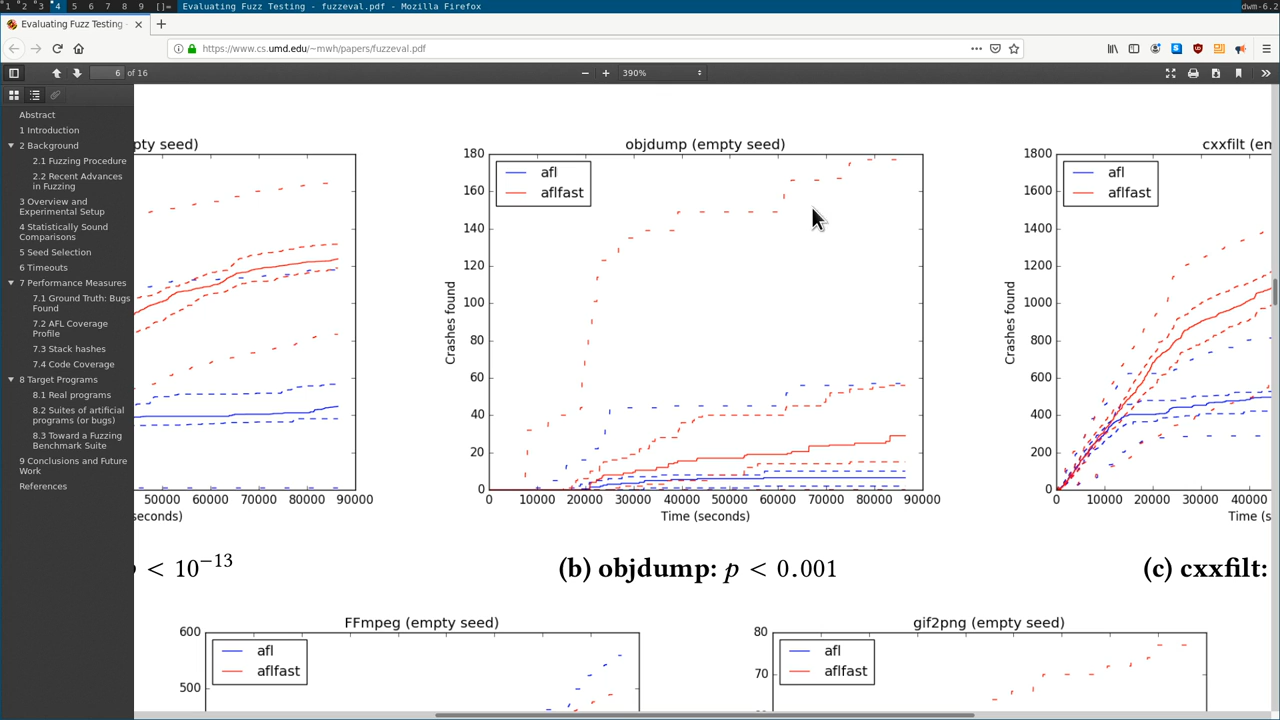 1 2 3 4 5 6 7 8 9 []= Evaluating Fuzz Testing - fuzzeval.pdf - Mozilla Firefox dwm-6.2
Evaluating Fuzz Testing -
https://www.cs.umd.edu/~mwh/papers/fuzzeval.pdf
6 of 16
390%
Abstract
1 Introduction
2 Background
2.1 Fuzzing Procedure
2.2 Recent Advances
in Fuzzing
3 Overview and
Experimental Setup
4 Statistically Sound
Comparisons
5 Seed Selection
6 Timeouts
7 Performance Measures
7.1 Ground Truth: Bugs
Found
7.2 AFL Coverage
Profile
7.3 Stack hashes
7.4 Code Coverage
8 Target Programs
8.1 Real programs
8.2 Suites of artificial
programs (or bugs)
8.3 Toward a Fuzzing
Benchmark Suite
9 Conclusions and Future
Work
References
pty seed)
50000 60000 70000 80000 90000
seconds)
< 10⁻¹³
objdump (empty seed)
afl
aflfast
Crashes found
180
160
140
120
100
80
60
40
20
0
0 10000 20000 30000 40000 50000 60000 70000 80000 90000
Time (seconds)
(b) objdump: p < 0.001
cxxfilt (em
afl
aflfast
Crashes found
1800
1600
1400
1200
1000
800
600
400
200
0
0 10000 20000 30000 40000
Time (s
(c) cxxfilt:
FFmpeg (empty seed)
afl
aflfast
600
500
gif2png (empty seed)
afl
aflfast
80
70